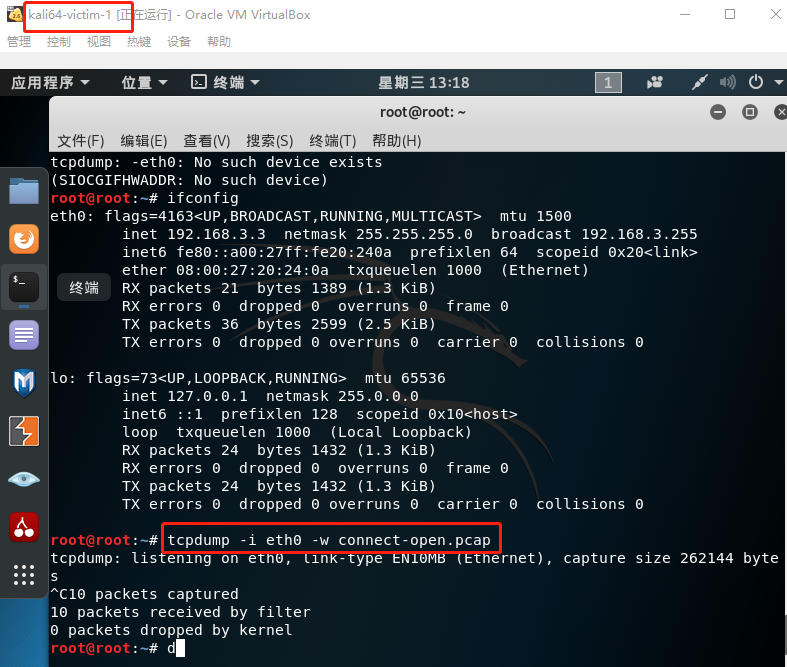 kali64-victim-1 [正在运行] - Oracle VM VirtualBox
管理 控制 视图 热键 设备 帮助
应用程序 位置 终端 星期三 13:18 1
root@root: ~
文件(F) 编辑(E) 查看(V) 搜索(S) 终端(T) 帮助(H)
tcpdump: -eth0: No such device exists
(SIOCGIFHWADDR: No such device)
root@root:~# ifconfig
eth0: flags=4163<UP,BROADCAST,RUNNING,MULTICAST>  mtu 1500
        inet 192.168.3.3  netmask 255.255.255.0  broadcast 192.168.3.255
        inet6 fe80::a00:27ff:fe20:240a  prefixlen 64  scopeid 0x20<link>
        ether 08:00:27:20:24:0a  txqueuelen 1000  (Ethernet)
终端
        RX packets 21  bytes 1389 (1.3 KiB)
        RX errors 0  dropped 0  overruns 0  frame 0
        TX packets 36  bytes 2599 (2.5 KiB)
        TX errors 0  dropped 0 overruns 0  carrier 0  collisions 0
lo: flags=73<UP,LOOPBACK,RUNNING>  mtu 65536
        inet 127.0.0.1  netmask 255.0.0.0
        inet6 ::1  prefixlen 128  scopeid 0x10<host>
        loop  txqueuelen 1000  (Local Loopback)
        RX packets 24  bytes 1432 (1.3 KiB)
        RX errors 0  dropped 0  overruns 0  frame 0
        TX packets 24  bytes 1432 (1.3 KiB)
        TX errors 0  dropped 0 overruns 0  carrier 0  collisions 0
root@root:~# tcpdump -i eth0 -w connect-open.pcap
tcpdump: listening on eth0, link-type EN10MB (Ethernet), capture size 262144 byte
s
^C10 packets captured
10 packets received by filter
0 packets dropped by kernel
root@root:~# d